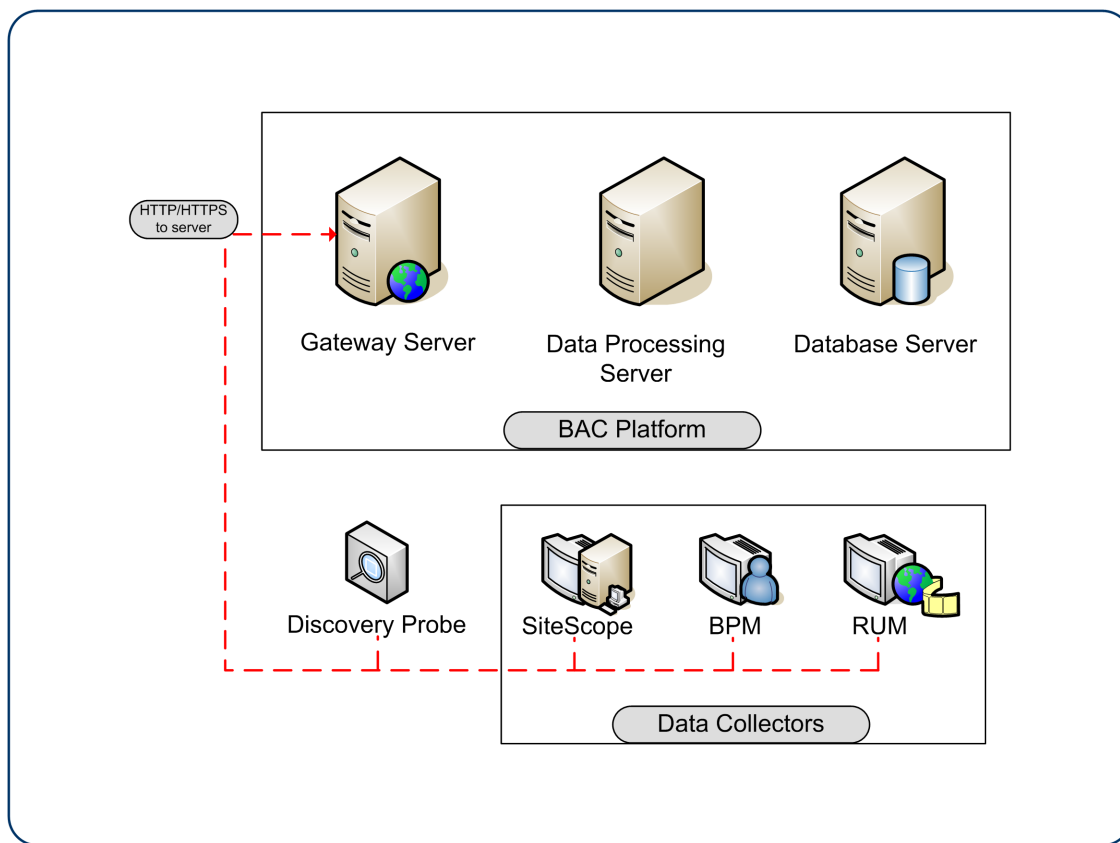 HTTP/HTTPS
to server
Gateway Server
Data Processing
Server
Database Server
BAC Platform
Discovery Probe
SiteScope
BPM
RUM
Data Collectors